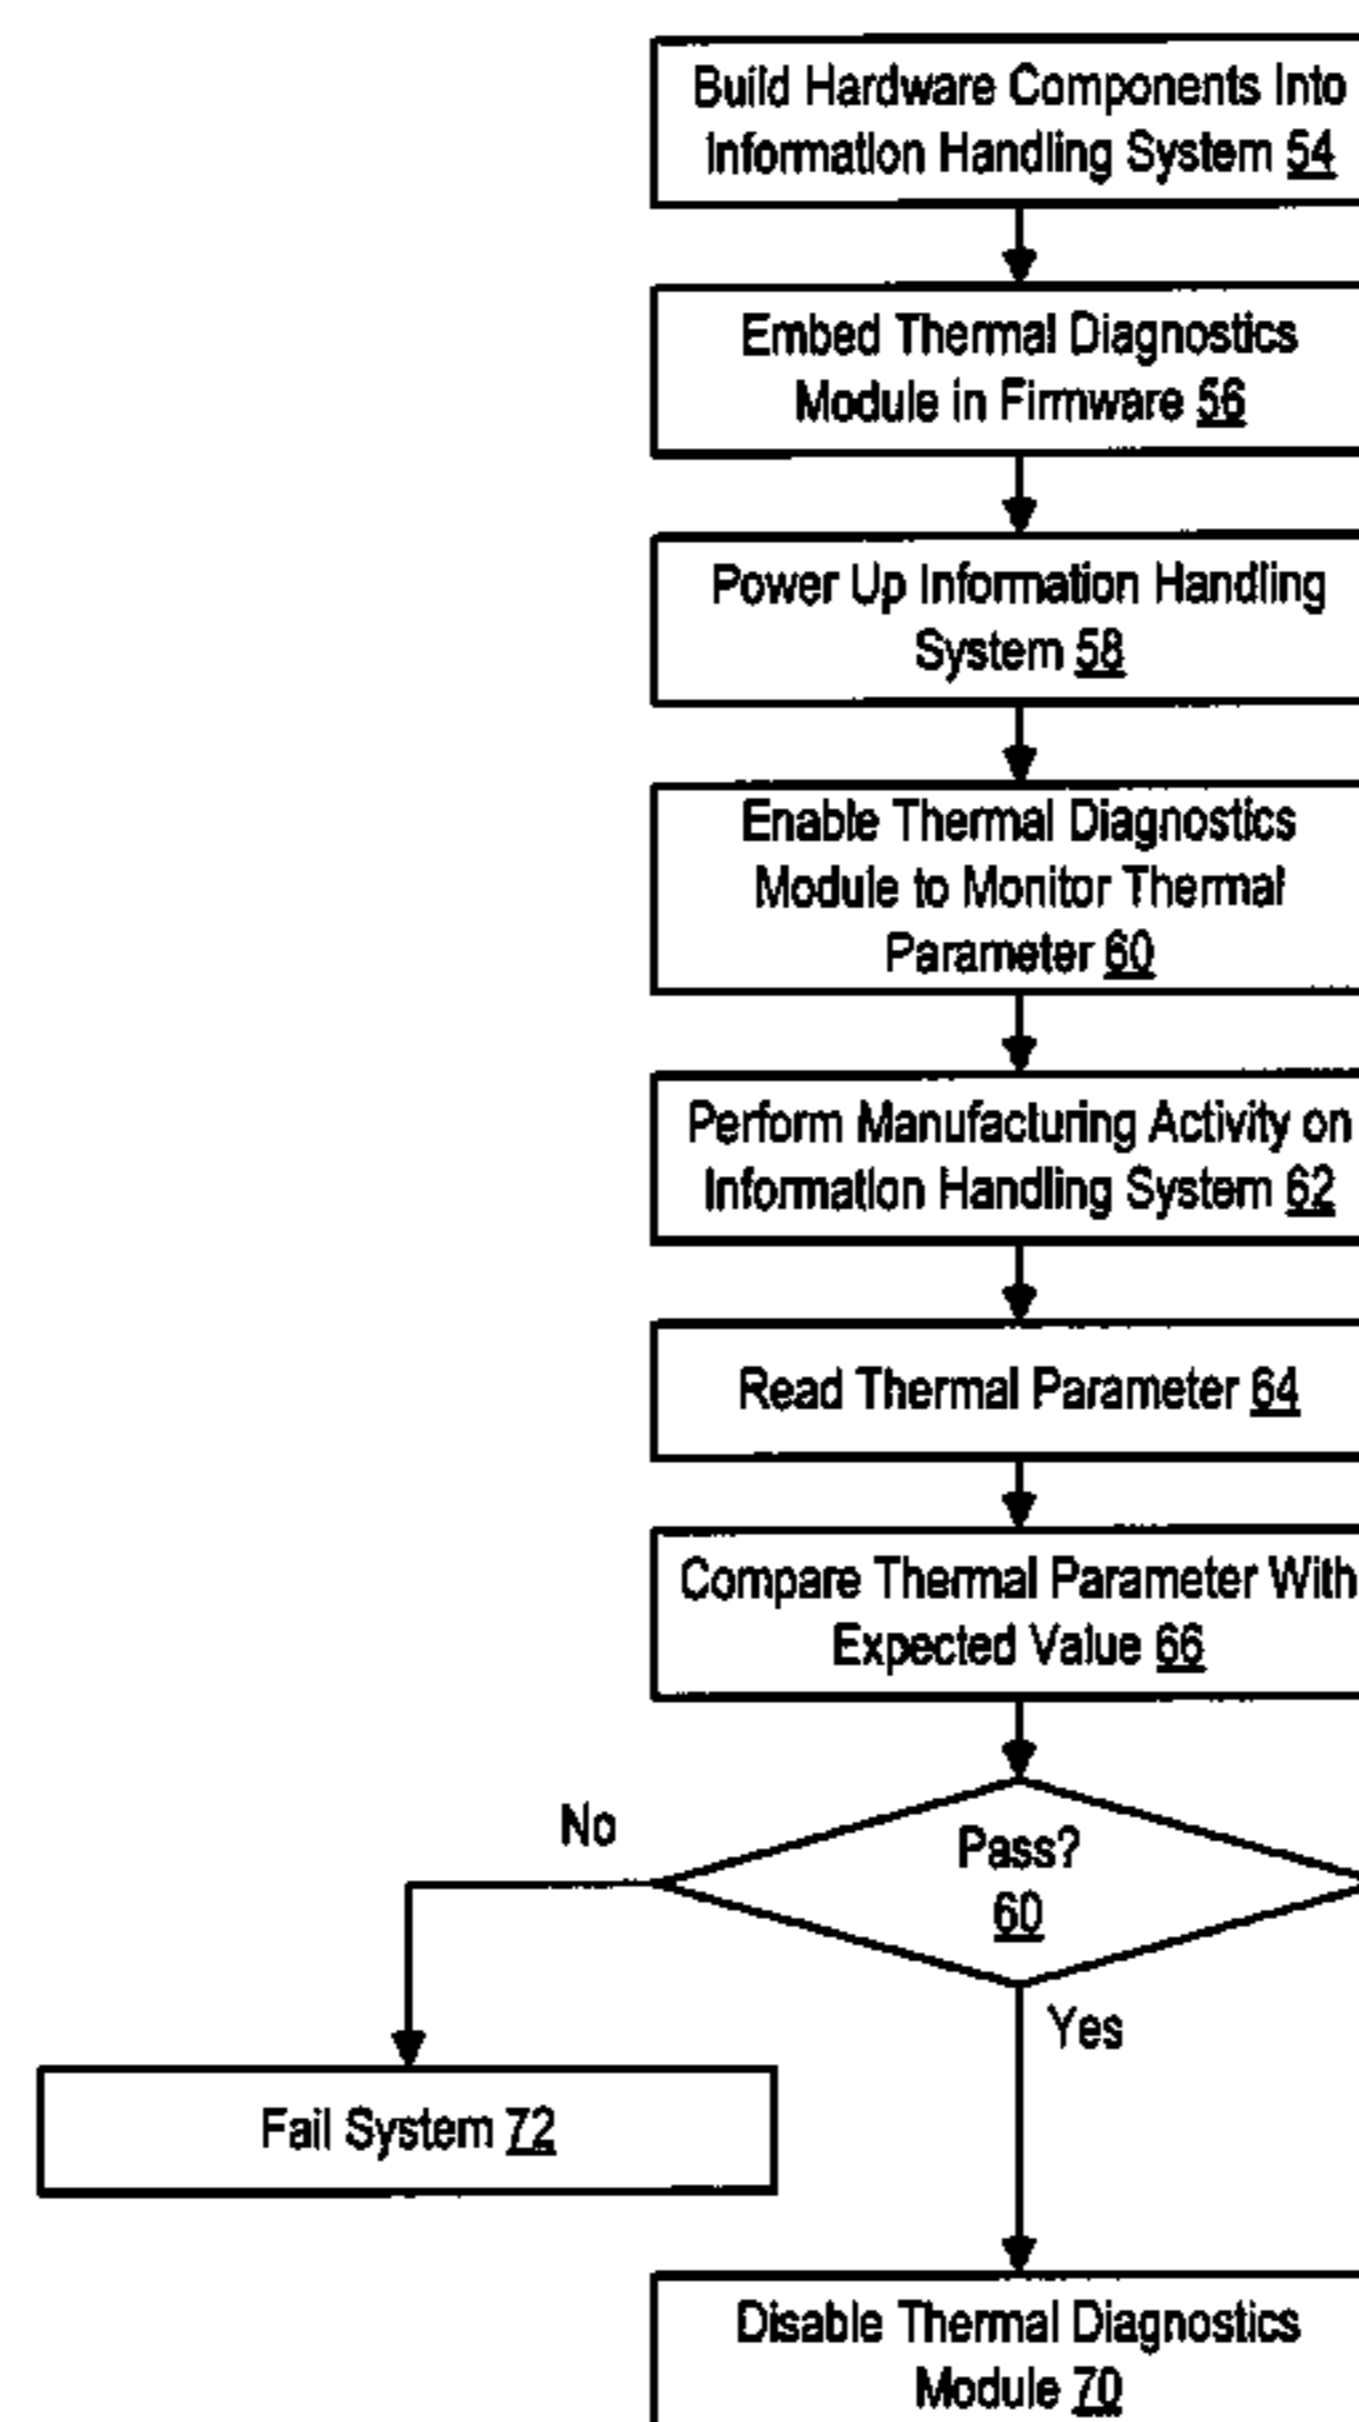 Build Hardware Components Into
Information Handling System 54
Embed Thermal Diagnostics
Module in Firmware 56
Power Up Information Handling
System 58
Enable Thermal Diagnostics
Module to Monitor Thermal
Parameter 60
Perform Manufacturing Activity on
Information Handling System 62
Read Thermal Parameter 64
Compare Thermal Parameter With
Expected Value 66
No
Pass?
60
Yes
Fail System 72
Disable Thermal Diagnostics
Module 70